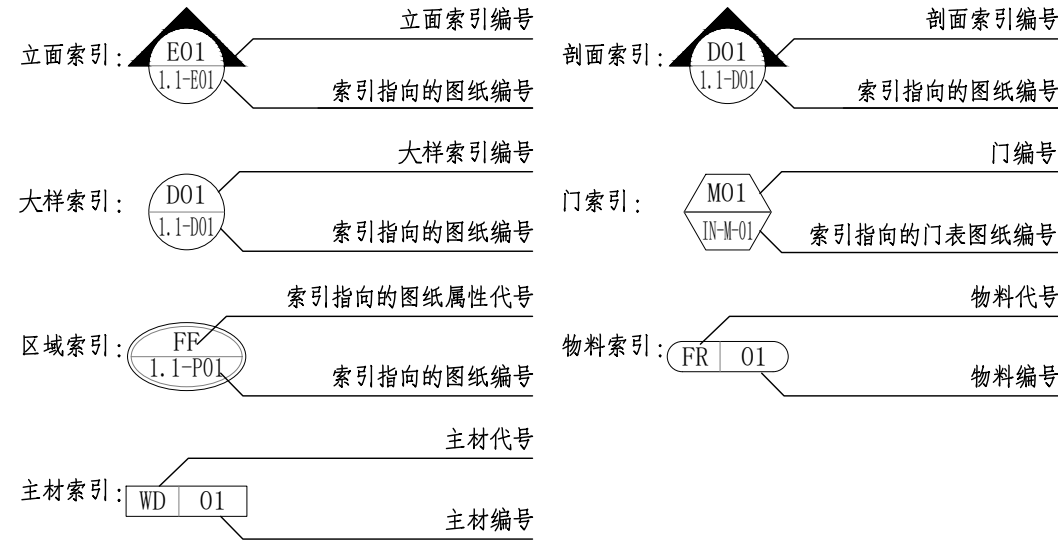 立面索引编号
立面索引:
E01
1.1-E01
索引指向的图纸编号
剖面索引编号
剖面索引:
D01
1.1-D01
索引指向的图纸编号
大样索引编号
大样索引:
D01
1.1-D01
索引指向的图纸编号
门编号
门索引:
M01
IN-M-01
索引指向的门表图纸编号
索引指向的图纸属性代号
区域索引:
FF
1.1-P01
索引指向的图纸编号
物料代号
物料索引:
FR 01
物料编号
主材代号
主材索引:
WD 01
主材编号